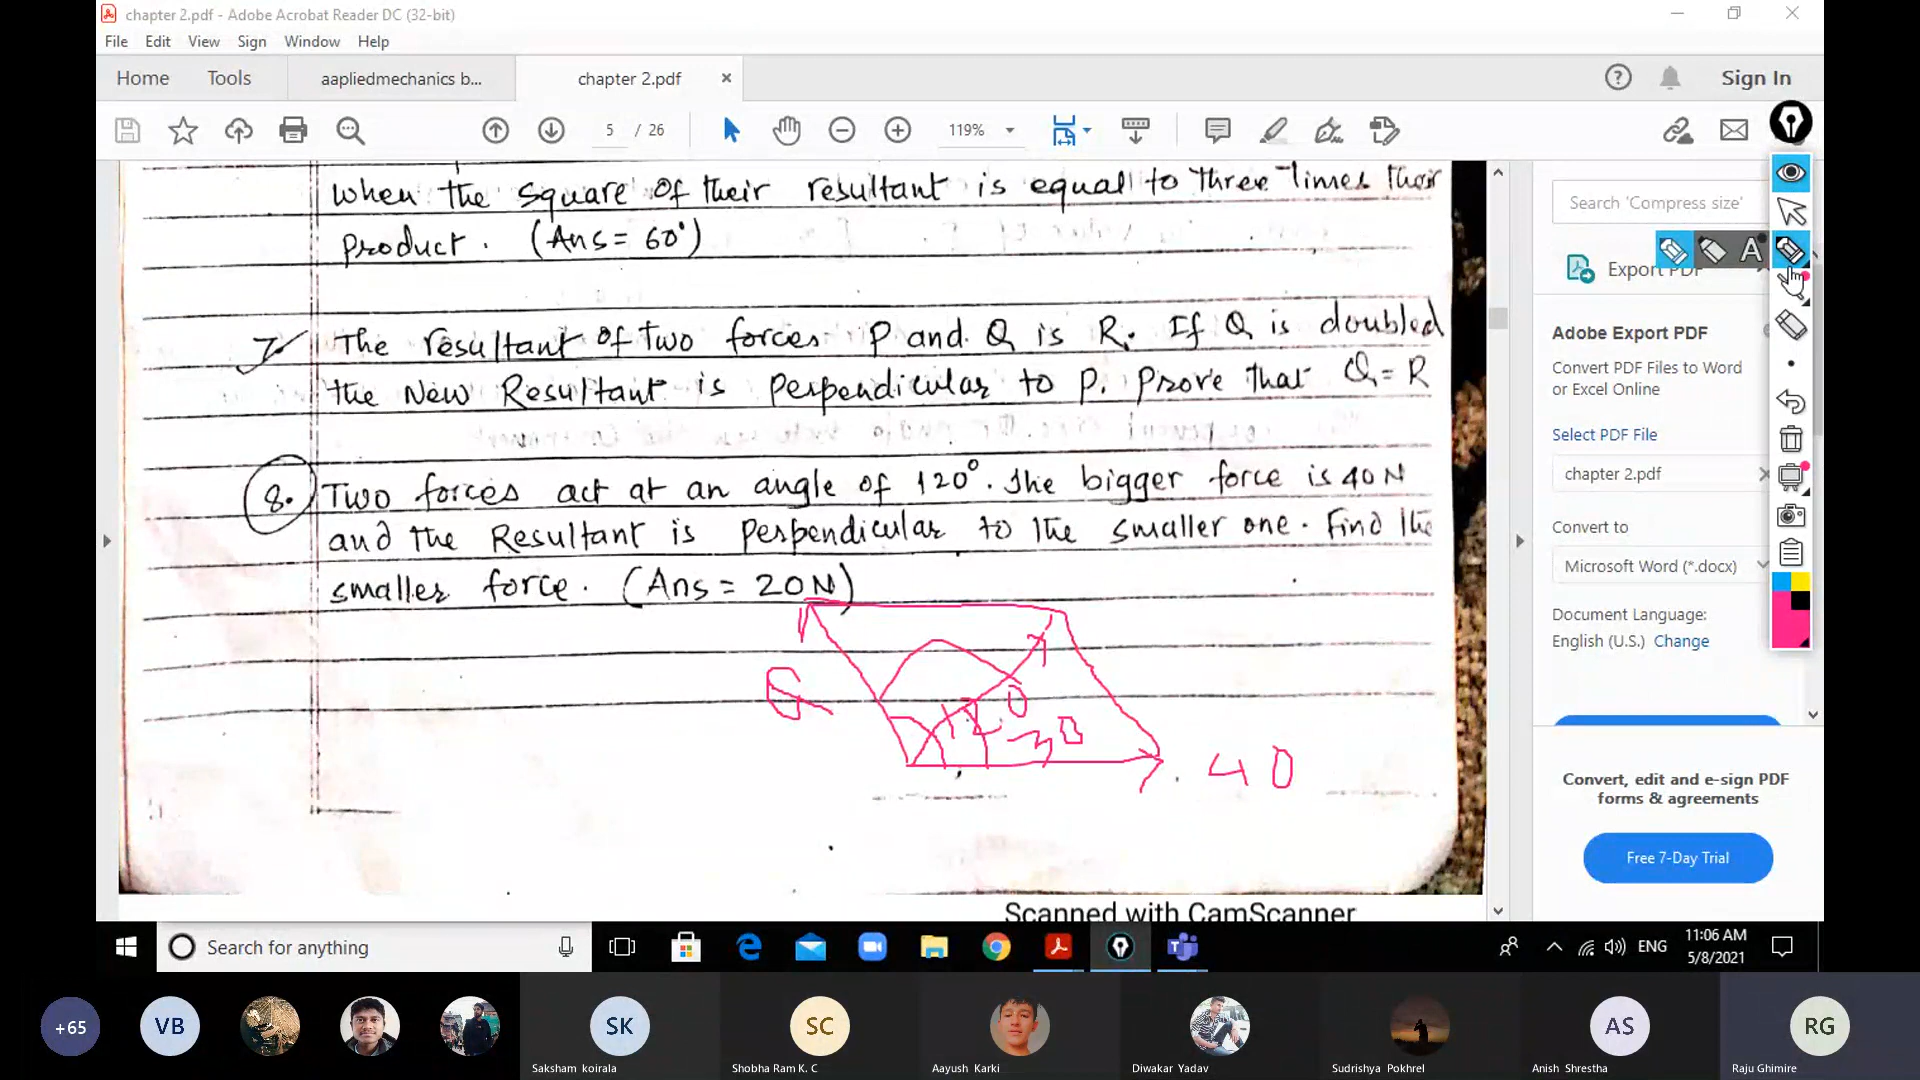 chapter 2.pdf - Adobe Acrobat Reader DC (32-bit)
File Edit View Sign Window Help
Home Tools aapliedmechanics b... chapter 2.pdf Sign In
5 / 26 119%
When the square of their resultant is equal to three-Times their
product. (Ans = 60°)
7 The resultant of two forces P and Q is R. If Q is doubled
the New Resultant is perpendicular to P. Prove that Q = R
8. Two forces act at an angle of 120°. The bigger force is 40N
and the Resultant is perpendicular to the smaller one. Find the
smaller force. (Ans = 20N)
Q
120
30
40
Scanned with CamScanner
Search 'Compress size'
A
Export PDF
Adobe Export PDF
Convert PDF Files to Word
or Excel Online
Select PDF File
chapter 2.pdf
Convert to
Microsoft Word (*.docx)
Document Language:
English (U.S.) Change
Convert, edit and e-sign PDF
forms & agreements
Free 7-Day Trial
Search for anything
ENG
11:06 AM
5/8/2021
+65 VB SK SC AS RG
Saksham koirala Shobha Ram K. C Aayush Karki Diwakar Yadav Sudrishya Pokhrel Anish Shrestha Raju Ghimire